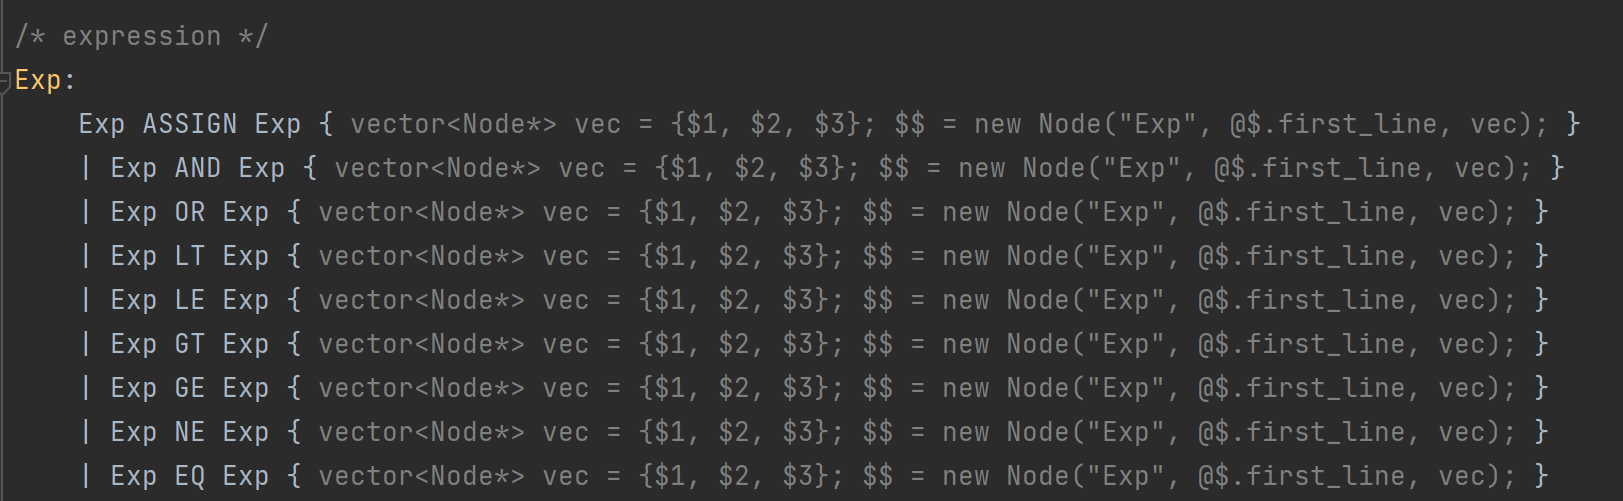 /* expression */
Exp:
    Exp ASSIGN Exp { vector<Node*> vec = {$1, $2, $3}; $$ = new Node("Exp", @$.first_line, vec); }
    | Exp AND Exp { vector<Node*> vec = {$1, $2, $3}; $$ = new Node("Exp", @$.first_line, vec); }
    | Exp OR Exp { vector<Node*> vec = {$1, $2, $3}; $$ = new Node("Exp", @$.first_line, vec); }
    | Exp LT Exp { vector<Node*> vec = {$1, $2, $3}; $$ = new Node("Exp", @$.first_line, vec); }
    | Exp LE Exp { vector<Node*> vec = {$1, $2, $3}; $$ = new Node("Exp", @$.first_line, vec); }
    | Exp GT Exp { vector<Node*> vec = {$1, $2, $3}; $$ = new Node("Exp", @$.first_line, vec); }
    | Exp GE Exp { vector<Node*> vec = {$1, $2, $3}; $$ = new Node("Exp", @$.first_line, vec); }
    | Exp NE Exp { vector<Node*> vec = {$1, $2, $3}; $$ = new Node("Exp", @$.first_line, vec); }
    | Exp EQ Exp { vector<Node*> vec = {$1, $2, $3}; $$ = new Node("Exp", @$.first_line, vec); }